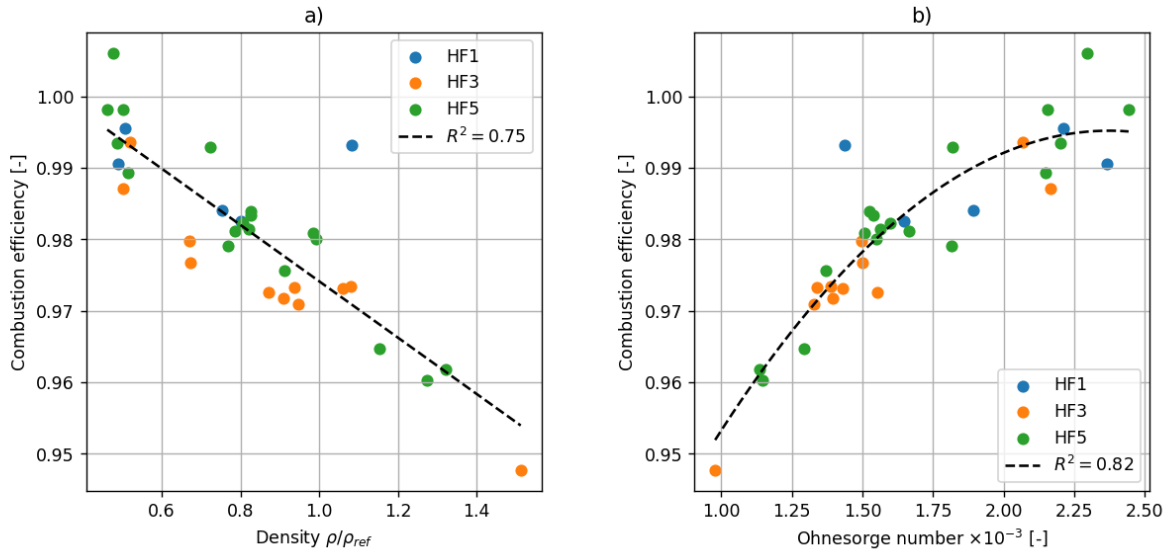 a)
Combustion efficiency [-]
1.00
0.99
0.98
0.97
0.96
0.95
0.6 0.8 1.0 1.2 1.4
Density ρ/ρ_ref
HF1
HF3
HF5
R² = 0.75
b)
Combustion efficiency [-]
1.00
0.99
0.98
0.97
0.96
0.95
1.00 1.25 1.50 1.75 2.00 2.25 2.50
Ohnesorge number ×10⁻³ [-]
HF1
HF3
HF5
R² = 0.82